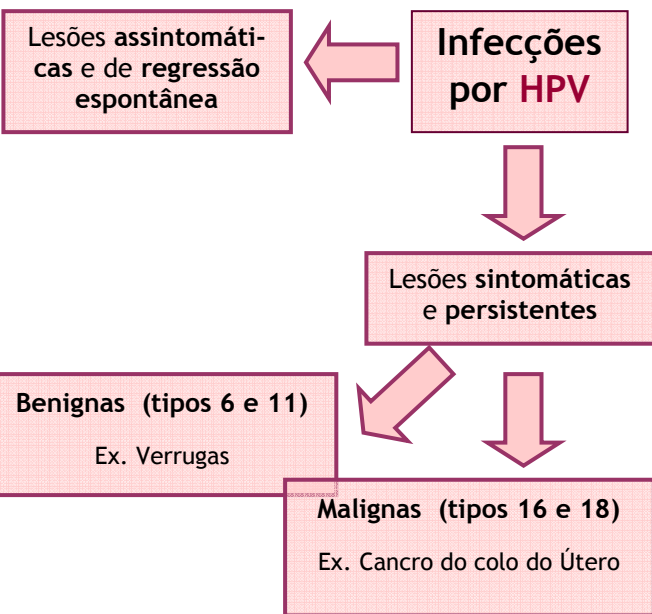 Infecções
por HPV
Lesões assintomáti-
cas e de regressão
espontânea
Lesões sintomáticas
e persistentes
Benignas (tipos 6 e 11)
Ex. Verrugas
Malignas (tipos 16 e 18)
Ex. Cancro do colo do Útero